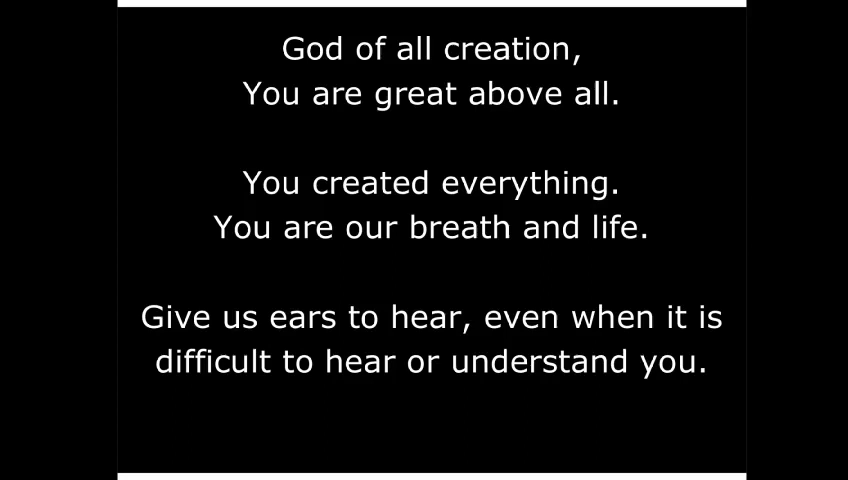 God of all creation,
You are great above all.
You created everything.
You are our breath and life.
Give us ears to hear, even when it is
difficult to hear or understand you.